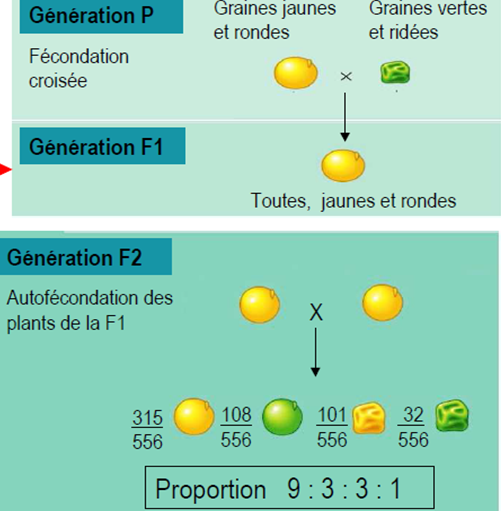 Génération P
Graines jaunes
et rondes
Graines vertes
et ridées
Fécondation
croisée
×
Génération F1
Toutes, jaunes et rondes
Génération F2
Autofécondation des
plants de la F1
X
315
556
108
556
101
556
32
556
Proportion 9 : 3 : 3 : 1